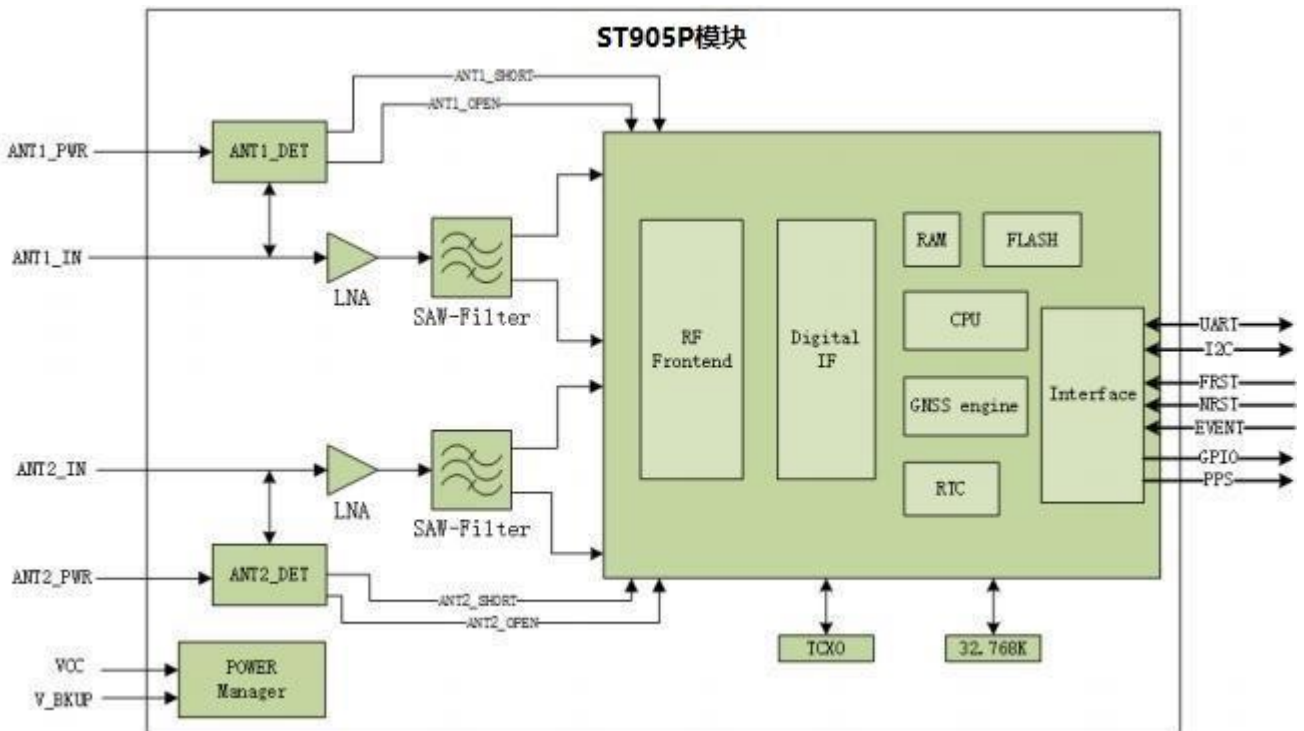 ST905P模块
ANT1_SHORT
ANT1_OPEN
ANT1_PWR
ANT1_DET
ANT1_IN
LNA
SAW-Filter
RF
Frontend
Digital
IF
RAM
FLASH
CPU
GNSS engine
RTC
Interface
UART
I2C
FRST
NRST
EVENT
GPIO
PPS
ANT2_IN
LNA
SAW-Filter
ANT2_PWR
ANT2_DET
ANT2_SHORT
ANT2_OPEN
TCXO
32.768K
VCC
V_BKUP
POWER
Manager